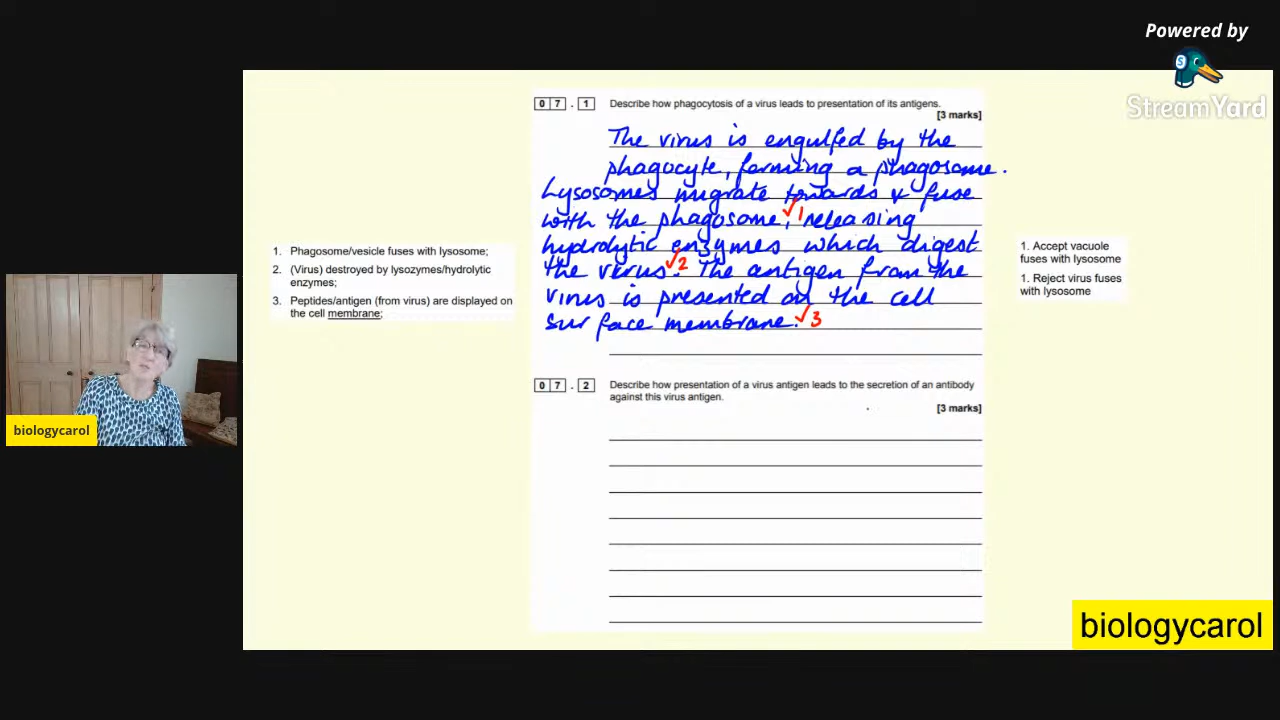 Powered by
StreamYard
0 7 . 1 Describe how phagocytosis of a virus leads to presentation of its antigens.
[3 marks]
The virus is engulfed by the
phagocyte, forming a phagosome.
Lysosomes migrate towards & fuse
with the phagosome, ✓1 releasing
hydrolytic enzymes which digest
the virus. ✓2 The antigen from the
virus is presented on the cell
surface membrane. ✓3
1. Phagosome/vesicle fuses with lysosome;
2. (Virus) destroyed by lysozymes/hydrolytic
enzymes;
3. Peptides/antigen (from virus) are displayed on
the cell membrane;
1. Accept vacuole
fuses with lysosome
1. Reject virus fuses
with lysosome
0 7 . 2 Describe how presentation of a virus antigen leads to the secretion of an antibody
against this virus antigen.
[3 marks]
biologycarol
biologycarol